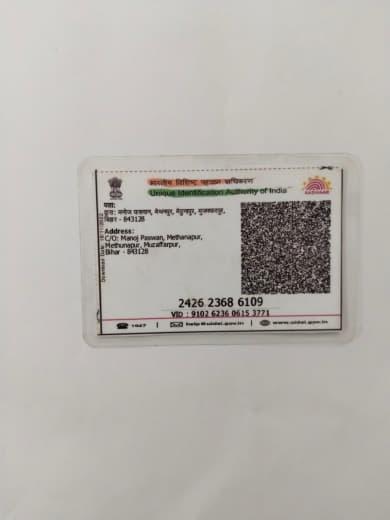 भारतीय विशिष्ट पहचान प्राधिकरण
Unique Identification Authority of India
AADHAAR
पता:
मनोज पासवान, मेथनापुर, मेथुनापुर, मुजफ्फरपुर,
बिहार - 843128
Address:
C/O: Manoj Paswan, Methanapur,
Methunapur, Muzaffarpur,
Bihar - 843128
2426 2368 6109
VID : 9102 6236 0615 3771
1947 | help@uidai.gov.in | www.uidai.gov.in